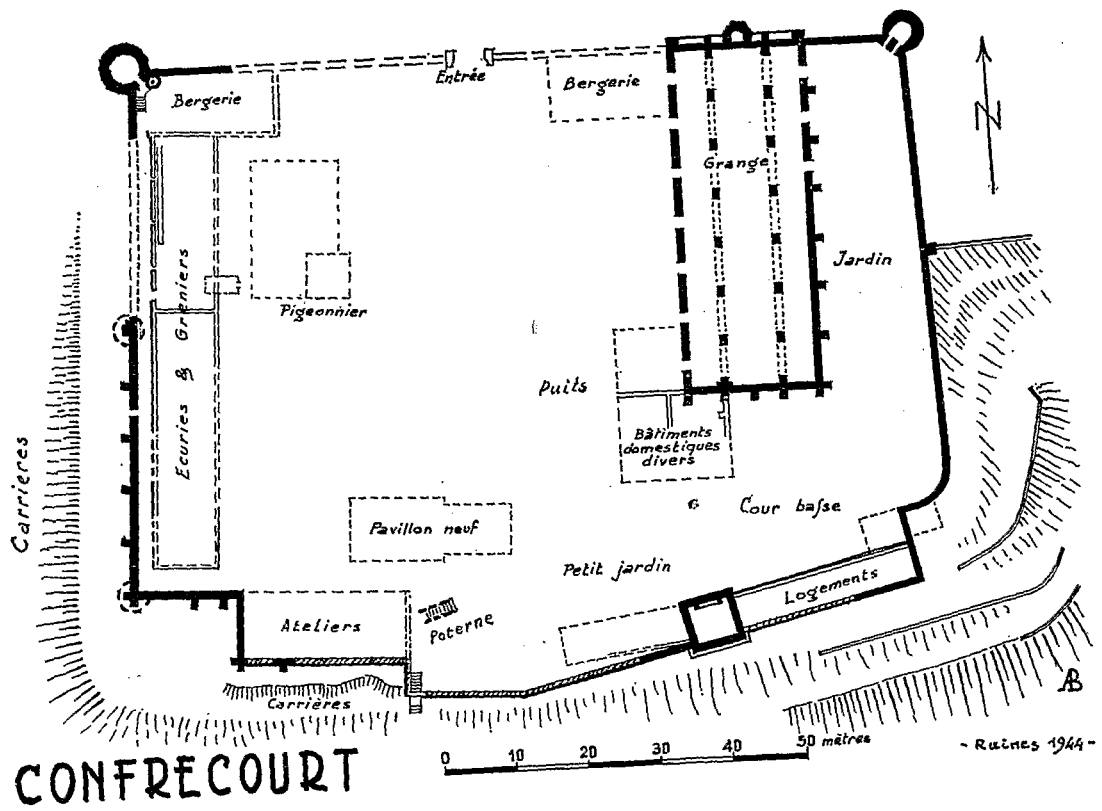 Entrée
Bergerie
Bergarie
N
Grange
Jardin
Ecuries & Greniers
Pigeonnier
Puits
Bâtiments
domestiques
divers
Carrieres
Cour basse
Pavillon neuf
Petit jardin
Logements
Ateliers
Poterne
Carrières
AB
CONFRECOURT
0 10 20 30 40 50 mètres
- Ruines 1944 -